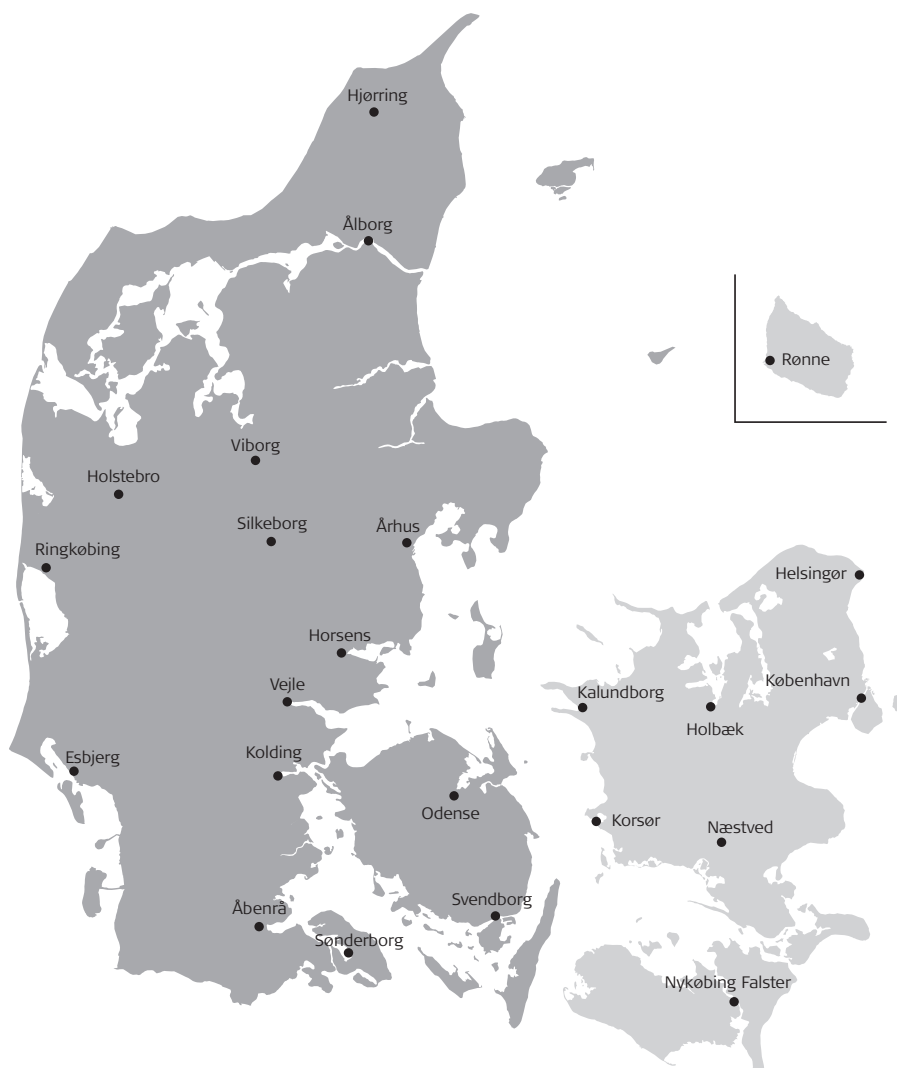 Hjørring
Ålborg
Rønne
Viborg
Holstebro
Silkeborg
Århus
Ringkøbing
Helsingør
Horsens
København
Vejle
Kalundborg
Holbæk
Esbjerg
Kolding
Odense
Korsør
Næstved
Svendborg
Åbenrå
Sønderborg
Nykøbing Falster